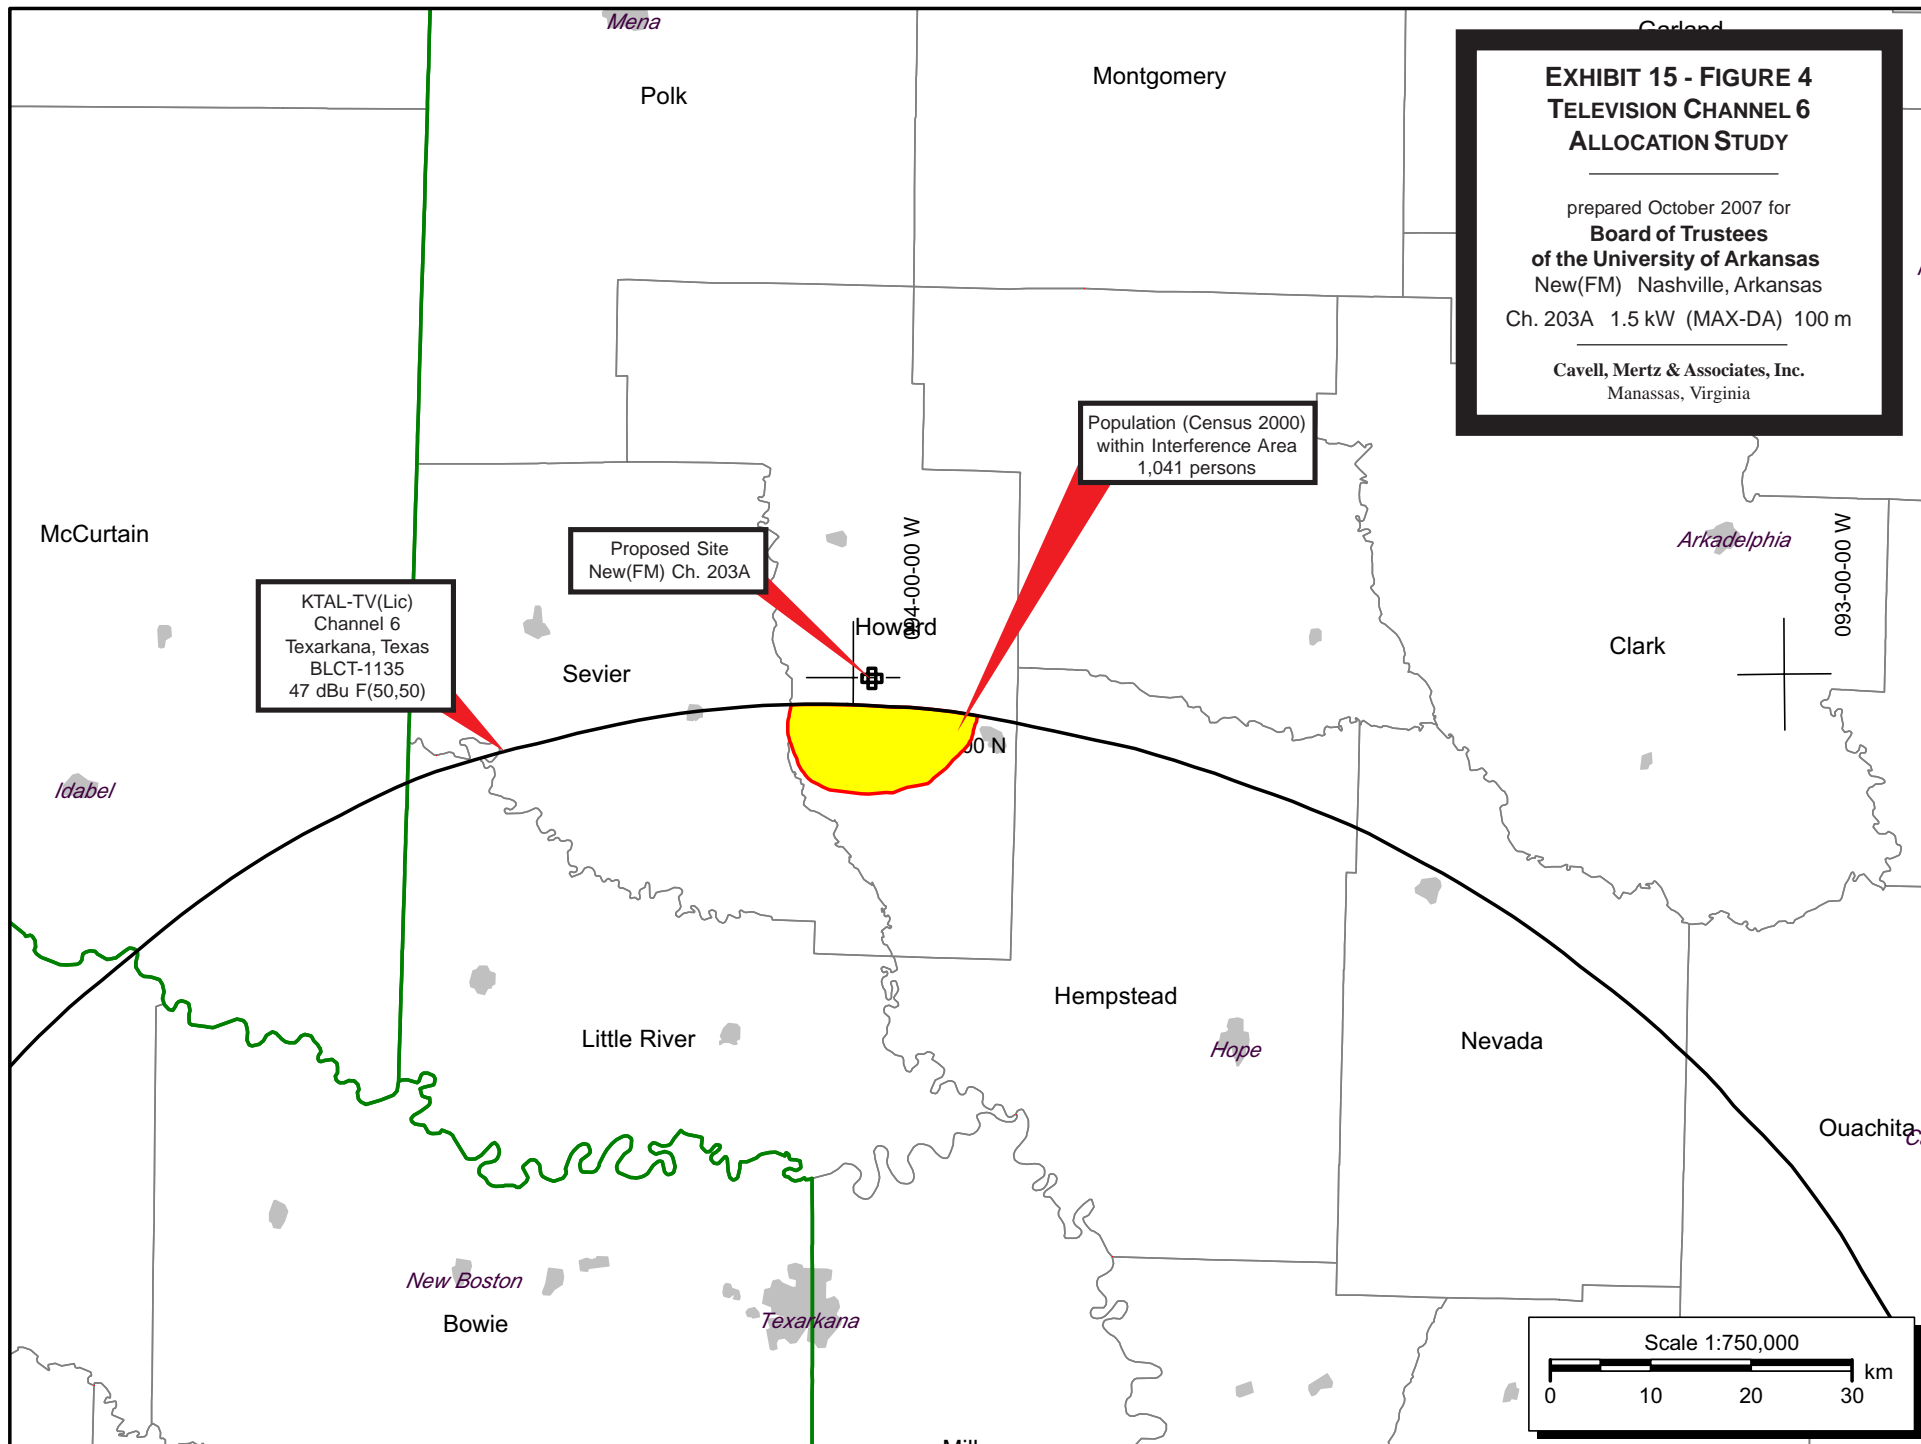 Mena
Garland
Polk
Montgomery
EXHIBIT 15 - FIGURE 4
TELEVISION CHANNEL 6
ALLOCATION STUDY
prepared October 2007 for
Board of Trustees
of the University of Arkansas
New(FM) Nashville, Arkansas
Ch. 203A 1.5 kW (MAX-DA) 100 m
Cavell, Mertz & Associates, Inc.
Manassas, Virginia
Population (Census 2000)
within Interference Area
1,041 persons
McCurtain
Proposed Site
New(FM) Ch. 203A
094-00-00 W
Arkadelphia
093-00-00 W
KTAL-TV(Lic)
Channel 6
Texarkana, Texas
BLCT-1135
47 dBu F(50,50)
Howard
Clark
Sevier
00 N
Idabel
Hempstead
Little River
Hope
Nevada
Ouachita
New Boston
Bowie
Texarkana
Scale 1:750,000
km
0 10 20 30